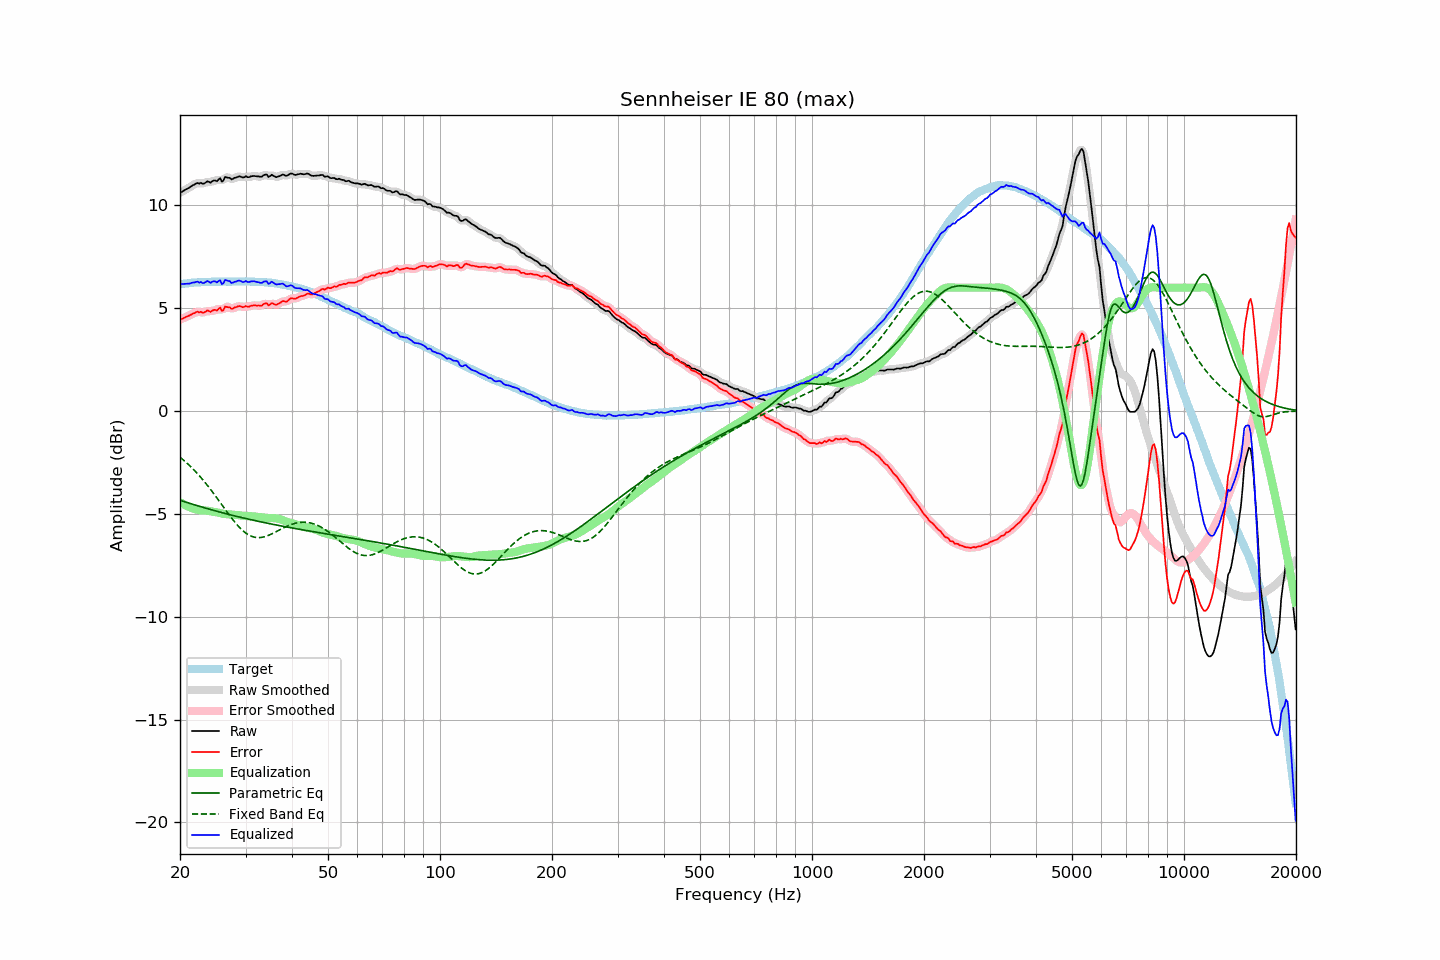 Sennheiser IE 80 (max)
Amplitude (dBr)
10
5
0
−5
−10
−15
−20
Target
Raw Smoothed
Error Smoothed
Raw
Error
Equalization
Parametric Eq
Fixed Band Eq
Equalized
20 50 100 200 500 1000 2000 5000 10000 20000
Frequency (Hz)